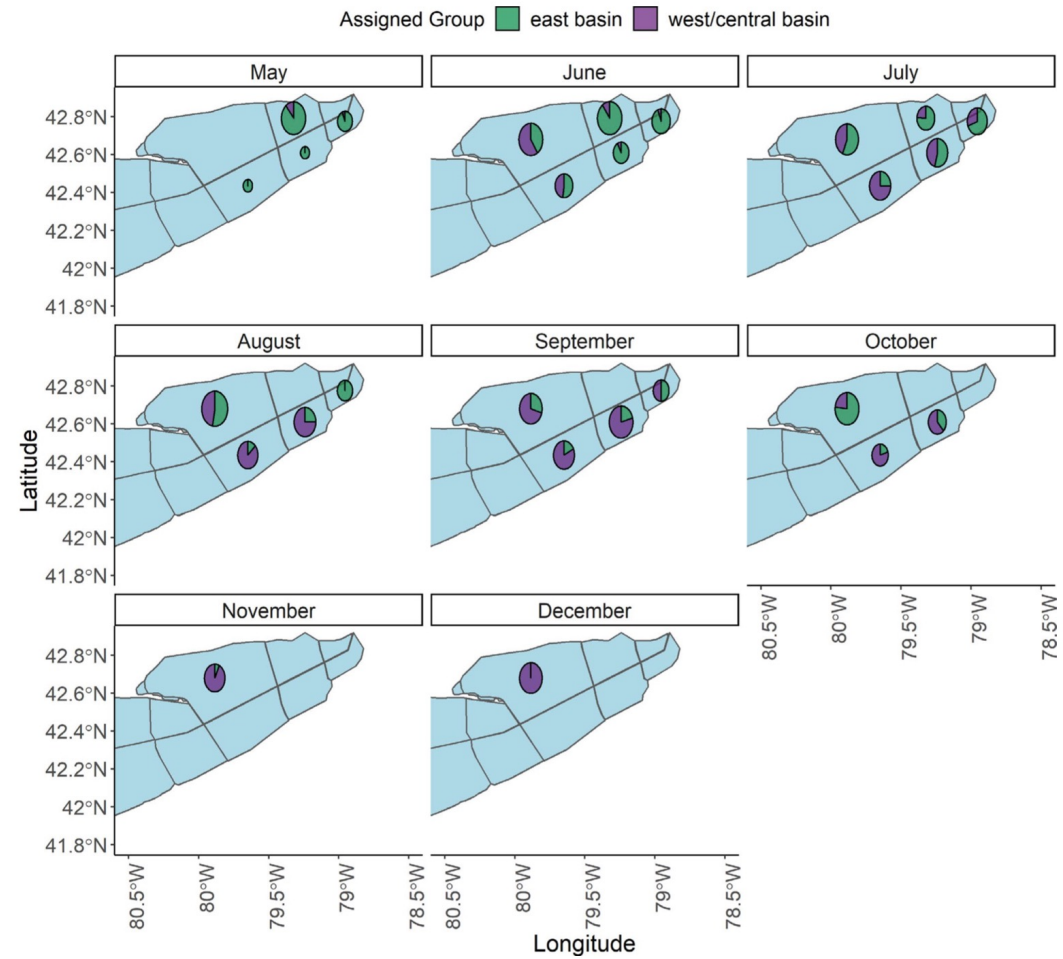 Assigned Group east basin west/central basin
May June July
42.8°N
42.6°N
42.4°N
42.2°N
42°N
41.8°N
August September October
42.8°N
42.6°N
42.4°N
42.2°N
42°N
41.8°N
80.5°W 80°W 79.5°W 79°W 78.5°W
November December
42.8°N
42.6°N
42.4°N
42.2°N
42°N
41.8°N
80.5°W 80°W 79.5°W 79°W 78.5°W 80.5°W 80°W 79.5°W 79°W 78.5°W
Latitude
Longitude